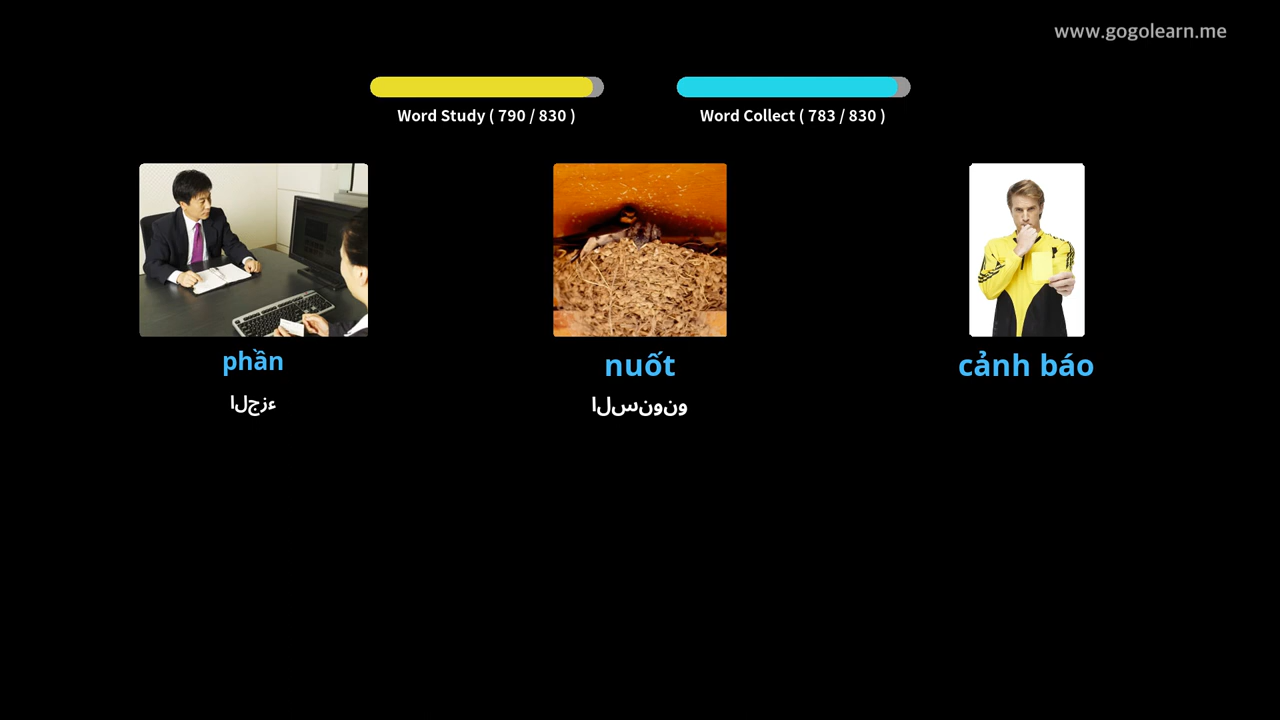 www.gogolearn.me
Word Study ( 790 / 830 )
Word Collect ( 783 / 830 )
phần
nuốt
cảnh báo
الجزء
السنونو